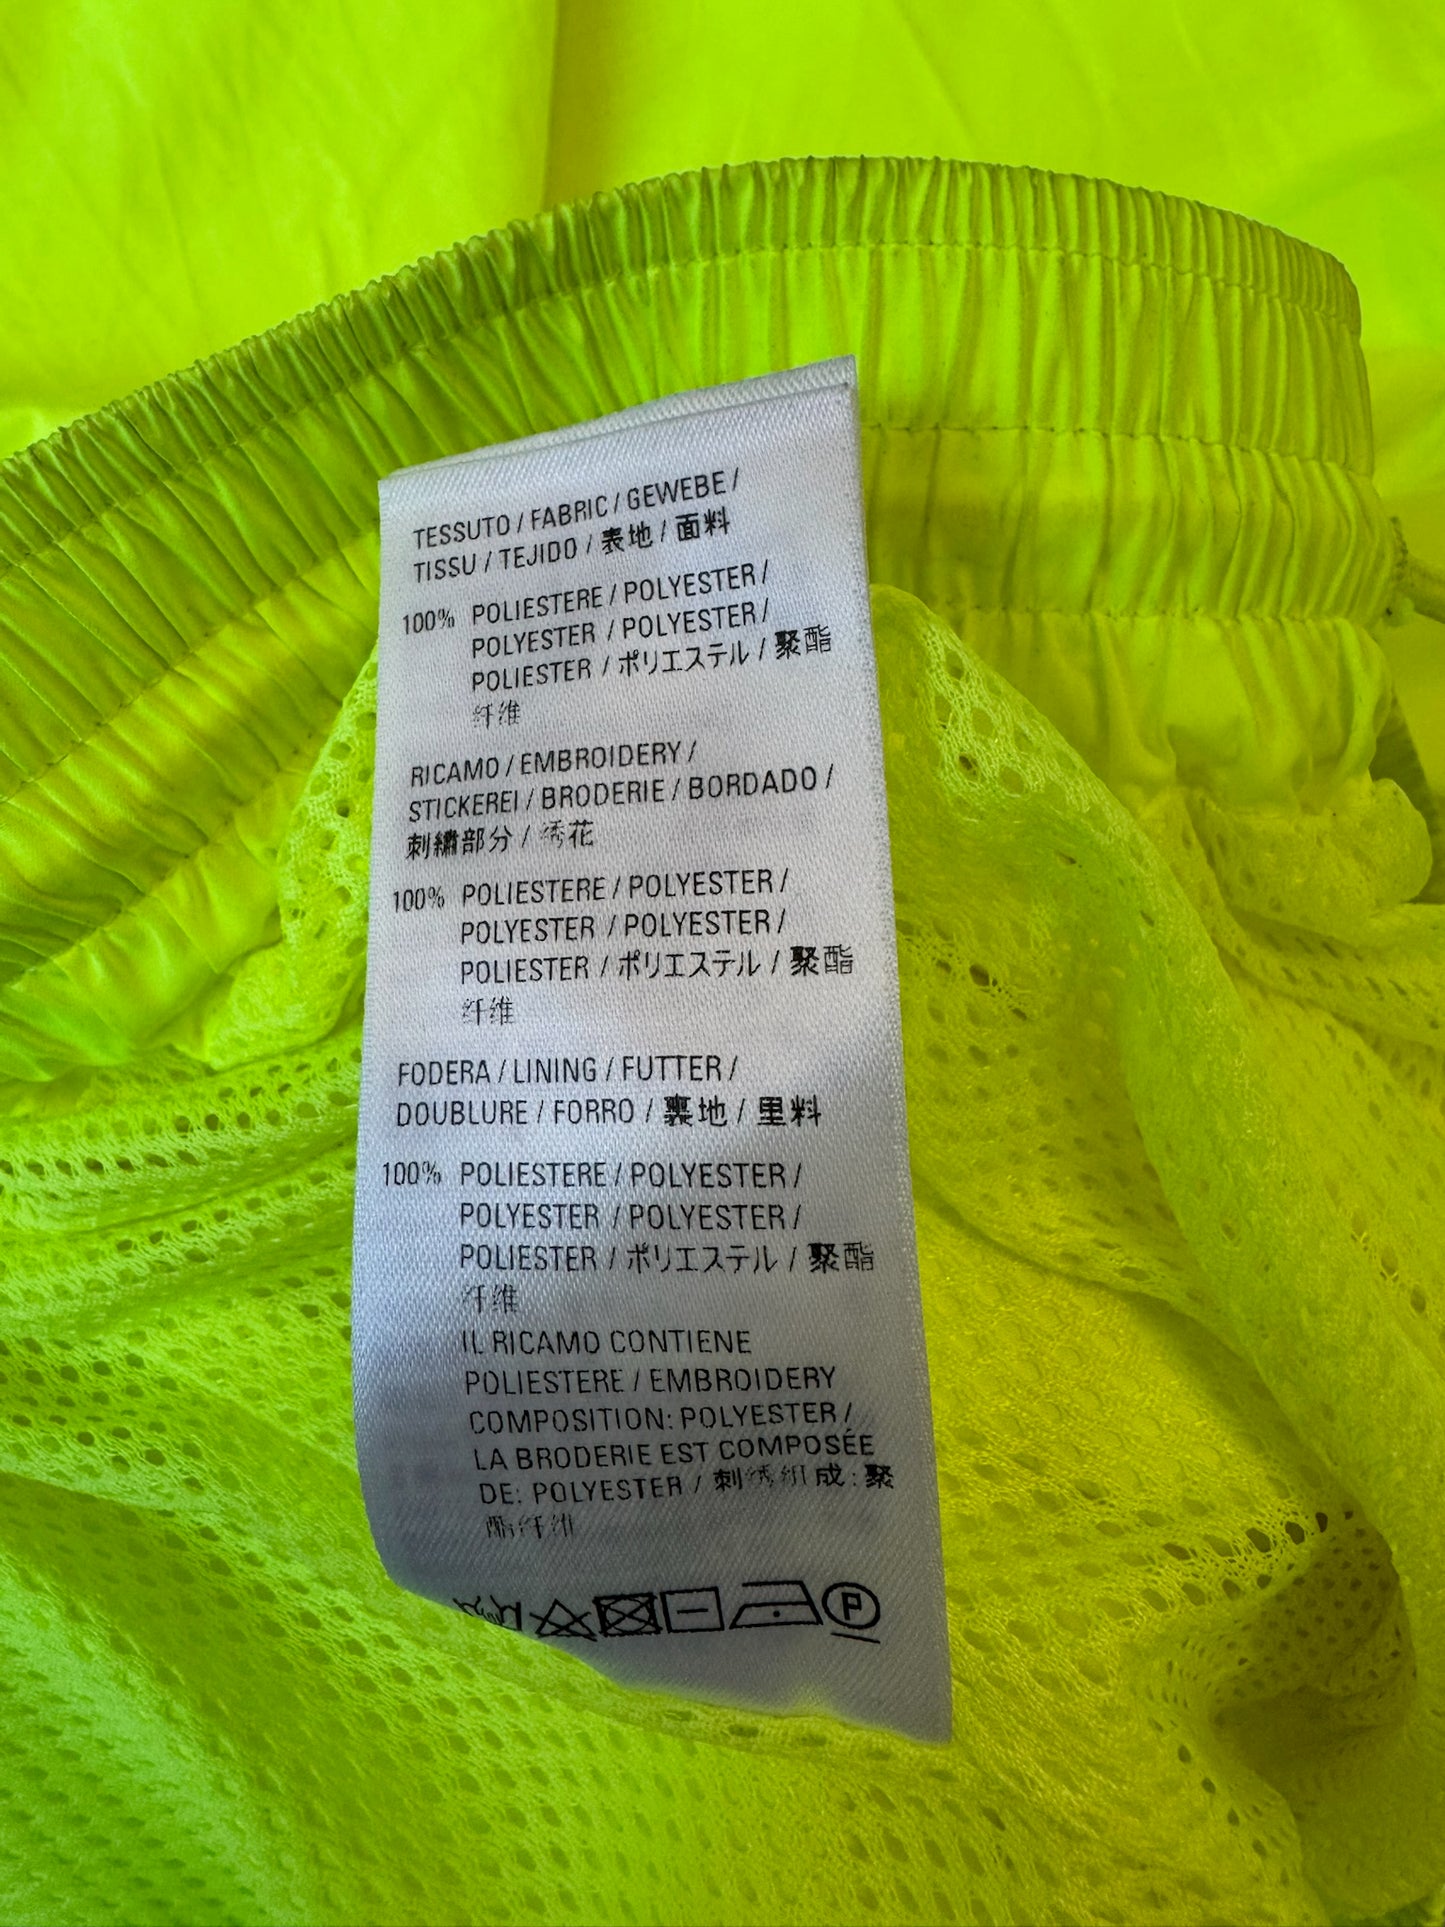 TESSUTO / FABRIC / GEWEBE /
TISSU / TEJIDO / 表地 / 面料
100% POLIESTERE / POLYESTER /
POLYESTER / POLYESTER /
POLIESTER / ポリエステル / 聚酯
纤维
RICAMO / EMBROIDERY /
STICKEREI / BRODERIE / BORDADO /
刺繍部分 / 绣花
100% POLIESTERE / POLYESTER /
POLYESTER / POLYESTER /
POLIESTER / ポリエステル / 聚酯
纤维
FODERA / LINING / FUTTER /
DOUBLURE / FORRO / 裏地 / 里料
100% POLIESTERE / POLYESTER /
POLYESTER / POLYESTER /
POLIESTER / ポリエステル / 聚酯
纤维
IL RICAMO CONTIENE
POLIESTERE / EMBROIDERY
COMPOSITION: POLYESTER /
LA BRODERIE EST COMPOSÉE
DE: POLYESTER / 刺绣组成: 聚
酯纤维
P